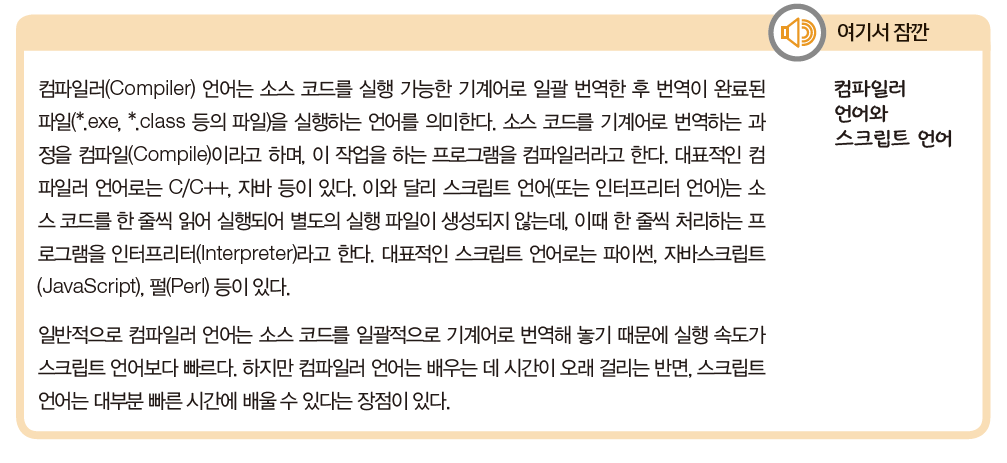 여기서 잠깐
컴파일러
언어와
스크립트 언어
컴파일러(Compiler) 언어는 소스 코드를 실행 가능한 기계어로 일괄 번역한 후 번역이 완료된
파일(*.exe, *.class 등의 파일)을 실행하는 언어를 의미한다. 소스 코드를 기계어로 번역하는 과
정을 컴파일(Compile)이라고 하며, 이 작업을 하는 프로그램을 컴파일러라고 한다. 대표적인 컴
파일러 언어로는 C/C++, 자바 등이 있다. 이와 달리 스크립트 언어(또는 인터프리터 언어)는 소
스 코드를 한 줄씩 읽어 실행되어 별도의 실행 파일이 생성되지 않는데, 이때 한 줄씩 처리하는 프
로그램을 인터프리터(Interpreter)라고 한다. 대표적인 스크립트 언어로는 파이썬, 자바스크립트
(JavaScript), 펄(Perl) 등이 있다.
일반적으로 컴파일러 언어는 소스 코드를 일괄적으로 기계어로 번역해 놓기 때문에 실행 속도가
스크립트 언어보다 빠르다. 하지만 컴파일러 언어는 배우는 데 시간이 오래 걸리는 반면, 스크립트
언어는 대부분 빠른 시간에 배울 수 있다는 장점이 있다.